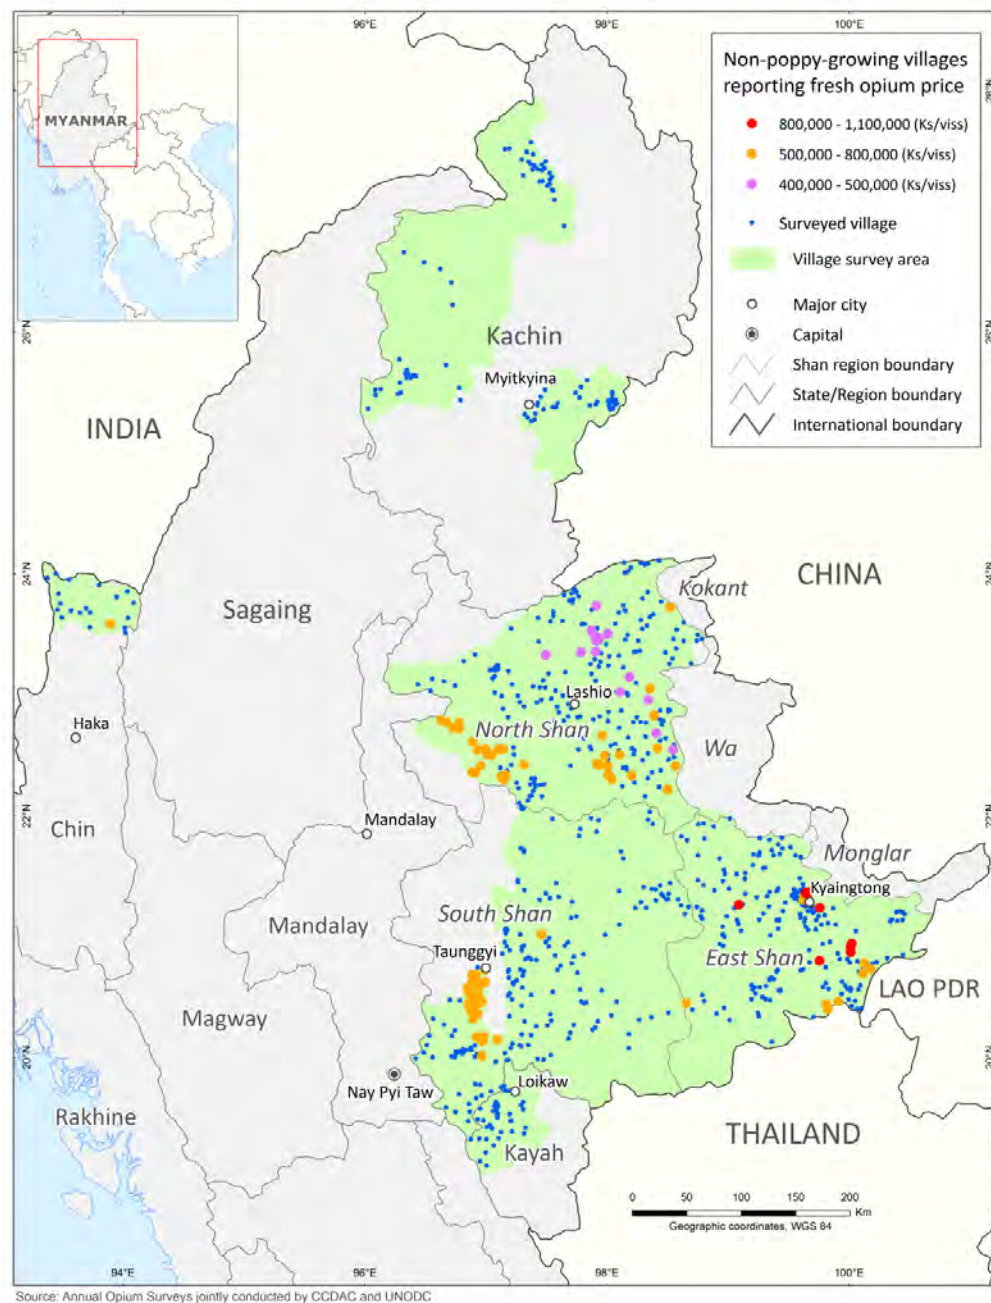 96°E
98°E
100°E
MYANMAR
Non-poppy-growing villages
reporting fresh opium price
800,000 - 1,100,000 (Ks/viss)
500,000 - 800,000 (Ks/viss)
400,000 - 500,000 (Ks/viss)
Surveyed village
Village survey area
Major city
Capital
Shan region boundary
State/Region boundary
International boundary
28°N
26°N
26°N
Kachin
Myitkyina
INDIA
CHINA
24°N
24°N
Kokant
Sagaing
Lashio
Haka
North Shan
Wa
22°N
22°N
Chin
Mandalay
Monglar
Kyaingtong
Mandalay
South Shan
Taunggyi
East Shan
LAO PDR
Magway
20°N
20°N
Nay Pyi Taw
Loikaw
Rakhine
Kayah
THAILAND
0 50 100 150 200
Km
Geographic coordinates, WGS 84
94°E
96°E
98°E
100°E
Source: Annual Opium Surveys jointly conducted by CCDAC and UNODC